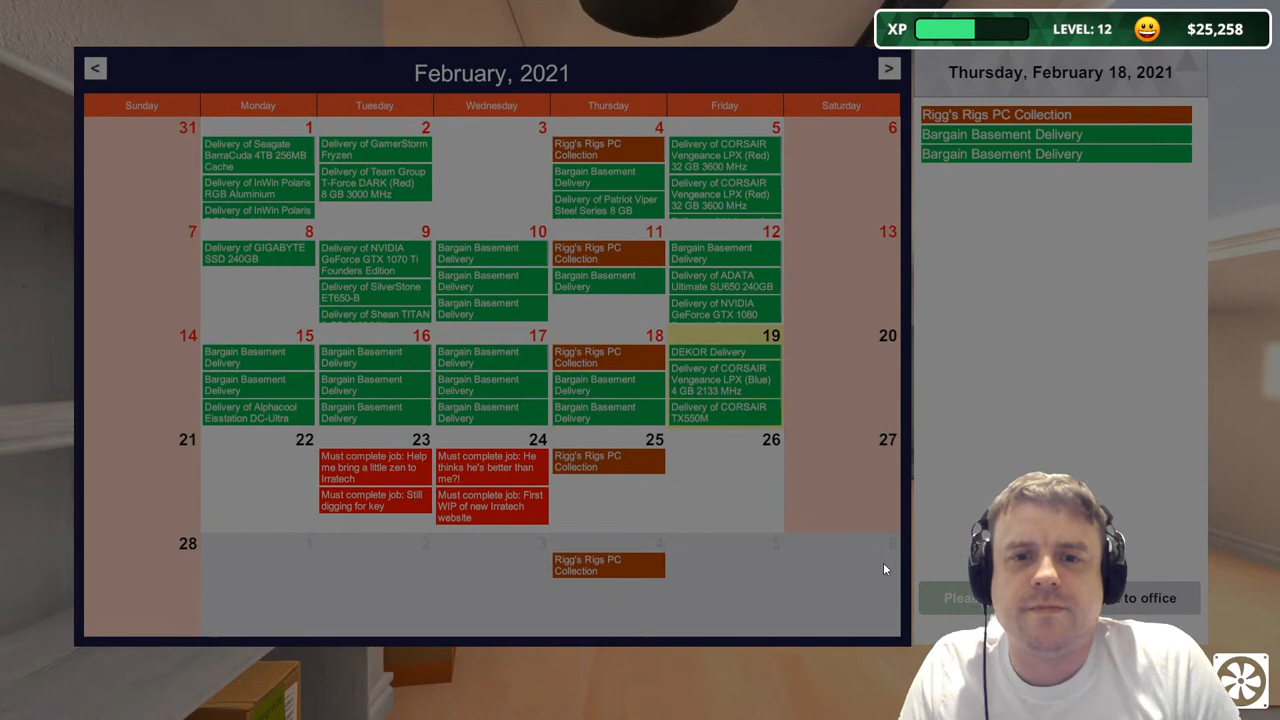 XP
LEVEL: 12
$25,258
<
February, 2021
>
Thursday, February 18, 2021
Sunday
Monday
Tuesday
Wednesday
Thursday
Friday
Saturday
Rigg's Rigs PC Collection
Bargain Basement Delivery
Bargain Basement Delivery
31
1
Delivery of Seagate
BarraCuda 4TB 256MB
Cache
Delivery of InWin Polaris
RGB Aluminium
Delivery of InWin Polaris
2
Delivery of GamerStorm
Fryzen
Delivery of Team Group
T-Force DARK (Red)
8 GB 3000 MHz
3
4
Rigg's Rigs PC
Collection
Bargain Basement
Delivery
Delivery of Patriot Viper
Steel Series 8 GB
5
Delivery of CORSAIR
Vengeance LPX (Red)
32 GB 3600 MHz
Delivery of CORSAIR
Vengeance LPX (Red)
32 GB 3600 MHz
6
7
8
Delivery of GIGABYTE
SSD 240GB
9
Delivery of NVIDIA
GeForce GTX 1070 Ti
Founders Edition
Delivery of SilverStone
ET650-B
Delivery of Shean TITAN
10
Bargain Basement
Delivery
Bargain Basement
Delivery
Bargain Basement
Delivery
11
Rigg's Rigs PC
Collection
Bargain Basement
Delivery
12
Bargain Basement
Delivery
Delivery of ADATA
Ultimate SU650 240GB
Delivery of NVIDIA
GeForce GTX 1080
13
14
15
Bargain Basement
Delivery
Bargain Basement
Delivery
Delivery of Alphacool
Eisstation DC-Ultra
16
Bargain Basement
Delivery
Bargain Basement
Delivery
Bargain Basement
Delivery
17
Bargain Basement
Delivery
Bargain Basement
Delivery
Bargain Basement
Delivery
18
Rigg's Rigs PC
Collection
Bargain Basement
Delivery
Bargain Basement
Delivery
19
DEKOR Delivery
Delivery of CORSAIR
Vengeance LPX (Blue)
4 GB 2133 MHz
Delivery of CORSAIR
TX550M
20
21
22
23
Must complete job: Help
me bring a little zen to
Irratech
Must complete job: Still
digging for key
24
Must complete job: He
thinks he's better than
me?!
Must complete job: First
WIP of new Irratech
website
25
Rigg's Rigs PC
Collection
26
27
28
1
2
3
4
Rigg's Rigs PC
Collection
5
6
to office